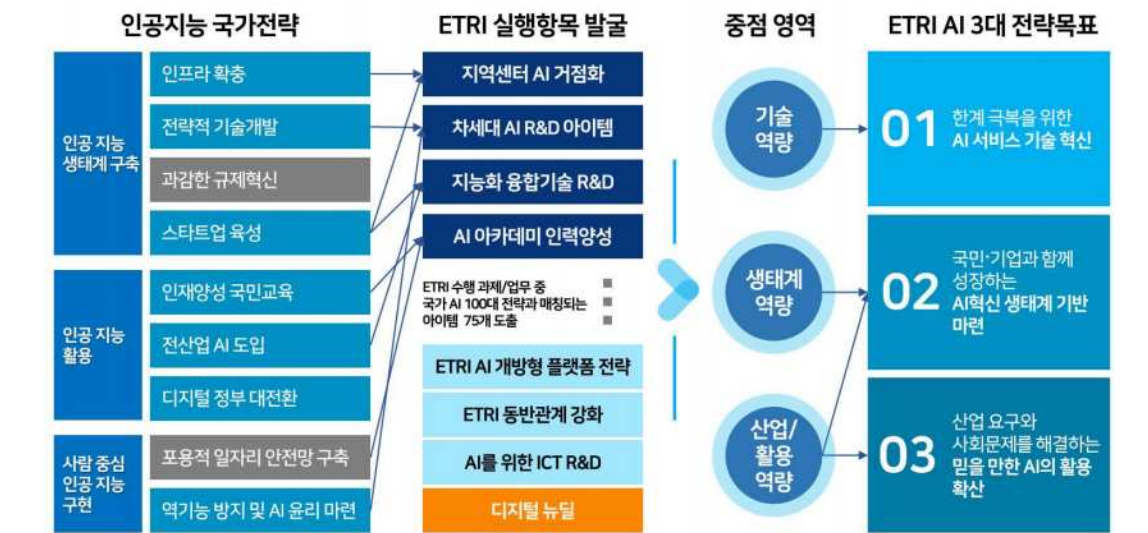 인공지능 국가전략
인공 지능
생태계 구축
인프라 확충
전략적 기술개발
과감한 규제혁신
스타트업 육성
인공 지능
활용
인재양성 국민교육
전산업 AI 도입
디지털 정부 대전환
사람 중심
인공 지능
구현
포용적 일자리 안전망 구축
역기능 방지 및 AI 윤리 마련
ETRI 실행항목 발굴
지역센터 AI 거점화
차세대 AI R&D 아이템
지능화 융합기술 R&D
AI 아카데미 인력양성
ETRI 수행 과제/업무 중
국가 AI 100대 전략과 매칭되는
아이템 75개 도출
ETRI AI 개방형 플랫폼 전략
ETRI 동반관계 강화
AI를 위한 ICT R&D
디지털 뉴딜
중점 영역
기술
역량
생태계
역량
산업/
활용
역량
ETRI AI 3대 전략목표
01
한계 극복을 위한
AI 서비스 기술 혁신
02
국민·기업과 함께
성장하는
AI혁신 생태계 기반
마련
03
산업 요구와
사회문제를 해결하는
믿을 만한 AI의 활용
확산